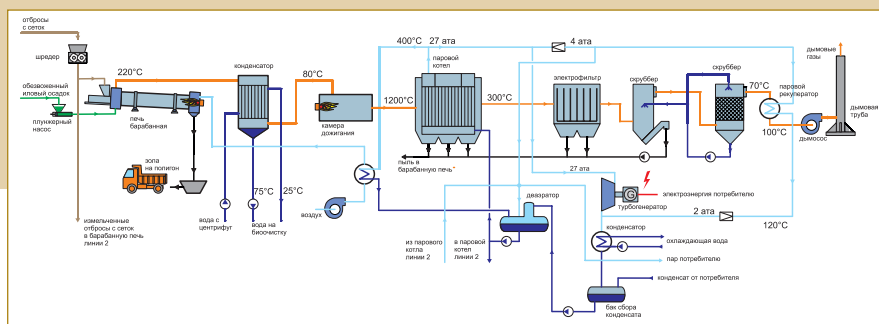 отбросы
с сеток
шредер
обезвоженный
иловый осадок
плунжерный
насос
220°C
печь
барабанная
зола
на полигон
измельченные
отбросы с сеток
в барабанную печь
линии 2
конденсатор
вода с
центрифуг
75°C
вода на
биоочистку
25°C
80°C
камера
дожигания
воздух
1200°C
400°C
27 ата
паровой
котел
300°C
пыль в
барабанную печь
из парового
котла
линии 2
в паровой
котел
линии 2
деаэратор
электрофильтр
4 ата
скруббер
скруббер
70°C
паровой
рекуператор
100°C
дымосос
дымовые
газы
дымовая
труба
27 ата
G
турбогенератор
электроэнергия потребителю
2 ата
120°C
конденсатор
охлаждающая вода
пар потребителю
конденсат от потребителя
бак сбора
конденсата